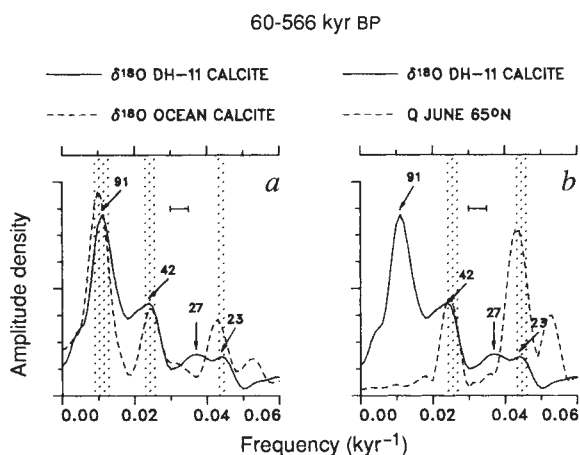 60-566 kyr BP
δ18O DH-11 CALCITE
δ18O OCEAN CALCITE
δ18O DH-11 CALCITE
Q JUNE 65ºN
a
91
42
27
23
b
91
42
27
23
Amplitude density
0.00 0.02 0.04 0.06
0.00 0.02 0.04 0.06
Frequency (kyr−1)